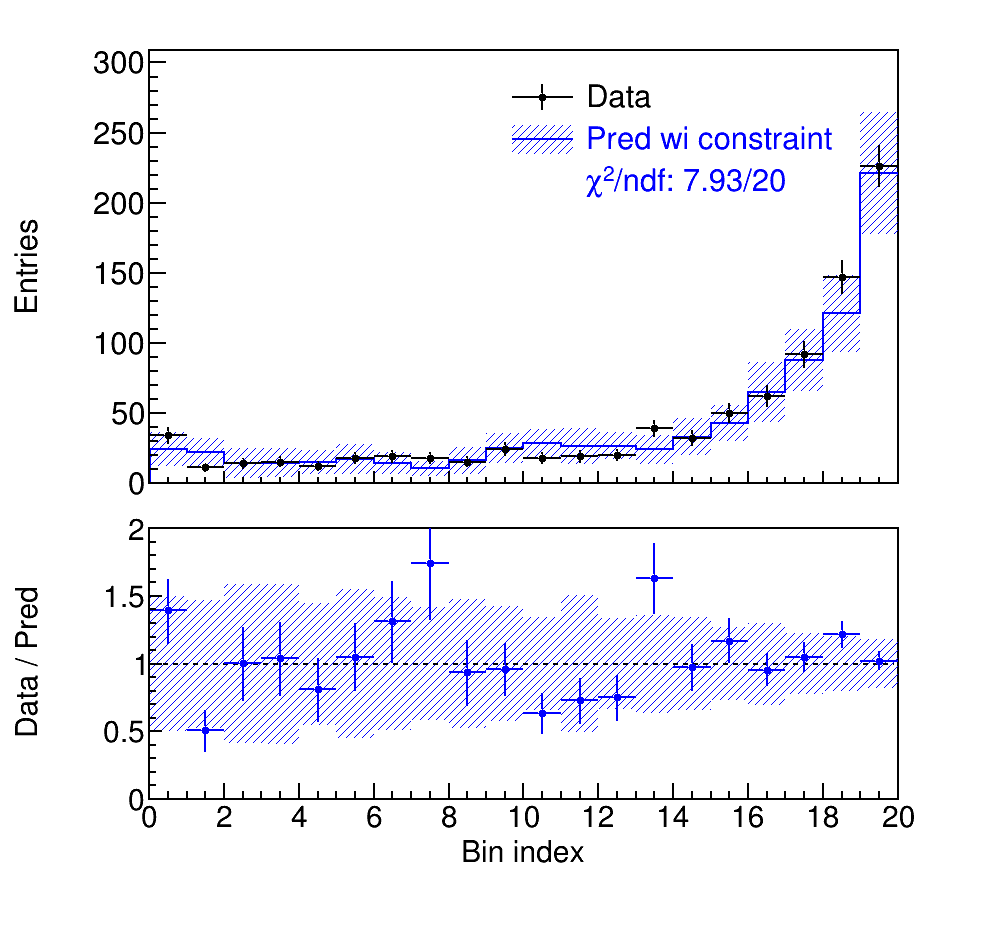 300
250
200
150
100
50
0
Entries
Data
Pred wi constraint
χ²/ndf: 7.93/20
2
1.5
1
0.5
0
Data / Pred
0 2 4 6 8 10 12 14 16 18 20
Bin index